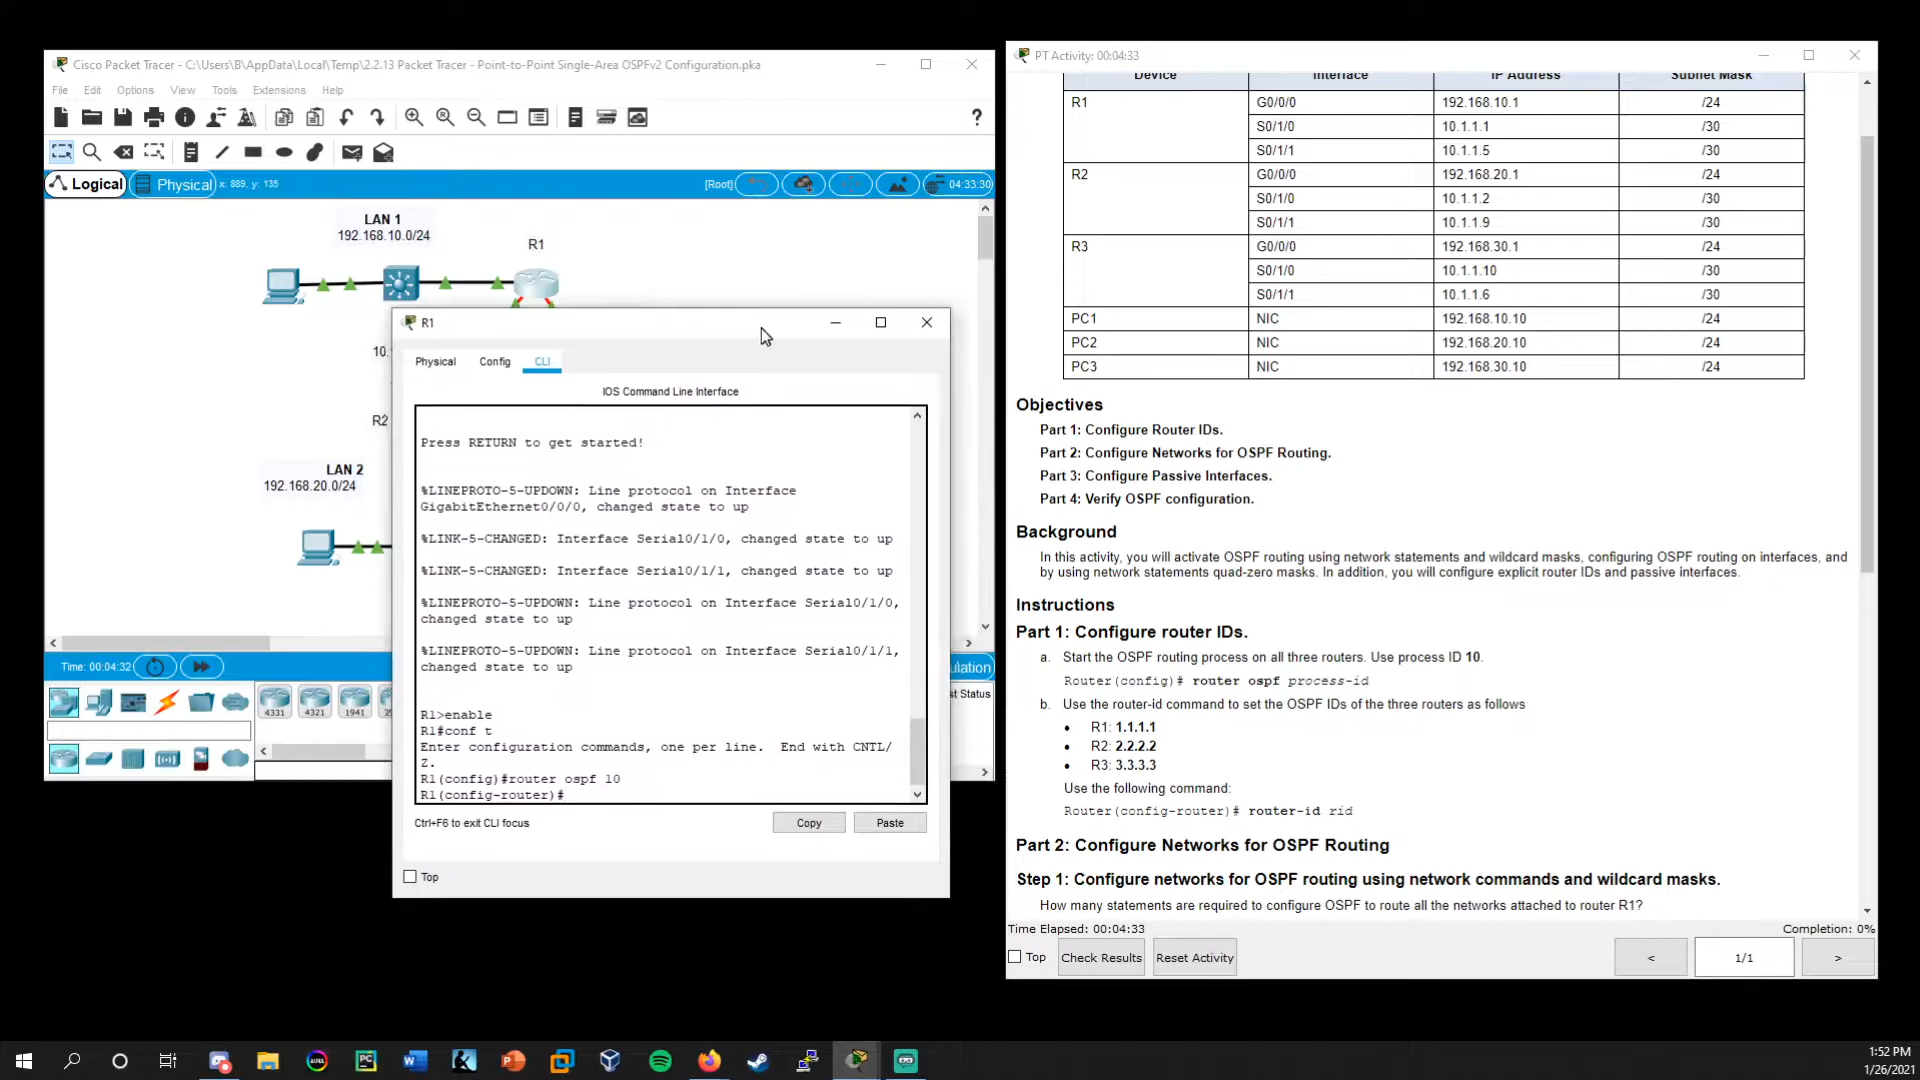 Cisco Packet Tracer - C:\Users\B\AppData\Local\Temp\2.2.13 Packet Tracer - Point-to-Point Single-Area OSPFv2 Configuration.pka
File Edit Options View Tools Extensions Help
?
Logical Physical x: 889, y: 135 [Root] 04:33:30
LAN 1
192.168.10.0/24
R1
10.
R2
LAN 2
192.168.20.0/24
Time: 00:04:32
ulation
4331 4321 1941 2
st Status
R1
Physical Config CLI
IOS Command Line Interface
Press RETURN to get started!
%LINEPROTO-5-UPDOWN: Line protocol on Interface
GigabitEthernet0/0/0, changed state to up
%LINK-5-CHANGED: Interface Serial0/1/0, changed state to up
%LINK-5-CHANGED: Interface Serial0/1/1, changed state to up
%LINEPROTO-5-UPDOWN: Line protocol on Interface Serial0/1/0,
changed state to up
%LINEPROTO-5-UPDOWN: Line protocol on Interface Serial0/1/1,
changed state to up
R1>enable
R1#conf t
Enter configuration commands, one per line. End with CNTL/
Z.
R1(config)#router ospf 10
R1(config-router)#
Ctrl+F6 to exit CLI focus
Copy Paste
Top
PT Activity: 00:04:33
Device Interface IP Address Subnet Mask
R1 G0/0/0 192.168.10.1 /24
S0/1/0 10.1.1.1 /30
S0/1/1 10.1.1.5 /30
R2 G0/0/0 192.168.20.1 /24
S0/1/0 10.1.1.2 /30
S0/1/1 10.1.1.9 /30
R3 G0/0/0 192.168.30.1 /24
S0/1/0 10.1.1.10 /30
S0/1/1 10.1.1.6 /30
PC1 NIC 192.168.10.10 /24
PC2 NIC 192.168.20.10 /24
PC3 NIC 192.168.30.10 /24
Objectives
Part 1: Configure Router IDs.
Part 2: Configure Networks for OSPF Routing.
Part 3: Configure Passive Interfaces.
Part 4: Verify OSPF configuration.
Background
In this activity, you will activate OSPF routing using network statements and wildcard masks, configuring OSPF routing on interfaces, and
by using network statements quad-zero masks. In addition, you will configure explicit router IDs and passive interfaces.
Instructions
Part 1: Configure router IDs.
a. Start the OSPF routing process on all three routers. Use process ID 10.
Router(config)# router ospf process-id
b. Use the router-id command to set the OSPF IDs of the three routers as follows
• R1: 1.1.1.1
• R2: 2.2.2.2
• R3: 3.3.3.3
Use the following command:
Router(config-router)# router-id rid
Part 2: Configure Networks for OSPF Routing
Step 1: Configure networks for OSPF routing using network commands and wildcard masks.
How many statements are required to configure OSPF to route all the networks attached to router R1?
Time Elapsed: 00:04:33 Completion: 0%
Top Check Results Reset Activity < 1/1 >
1:52 PM
1/26/2021